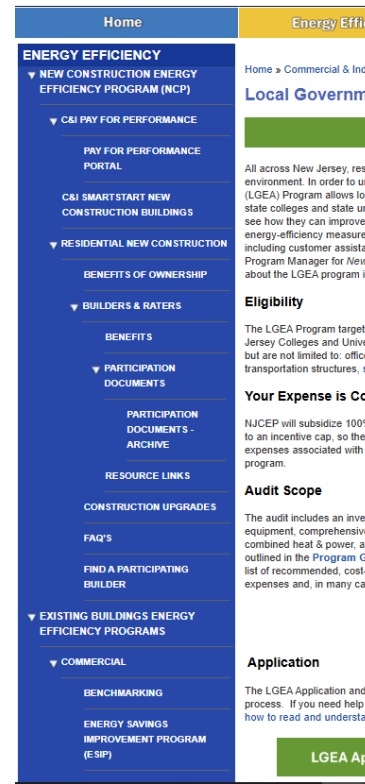 Home
Energy
ENERGY EFFICIENCY
NEW CONSTRUCTION ENERGY
EFFICIENCY PROGRAM (NCP)
C&I PAY FOR PERFORMANCE
PAY FOR PERFORMANCE
PORTAL
C&I SMARTSTART NEW
CONSTRUCTION BUILDINGS
RESIDENTIAL NEW CONSTRUCTION
BENEFITS OF OWNERSHIP
BUILDERS & RATERS
BENEFITS
PARTICIPATION
DOCUMENTS
PARTICIPATION
DOCUMENTS -
ARCHIVE
RESOURCE LINKS
CONSTRUCTION UPGRADES
FAQ'S
FIND A PARTICIPATING
BUILDER
EXISTING BUILDINGS ENERGY
EFFICIENCY PROGRAMS
COMMERCIAL
BENCHMARKING
ENERGY SAVINGS
IMPROVEMENT PROGRAM
(ESIP)
Home » Commercial & Ind
Local Governm
All across New Jersey, res
environment. In order to u
(LGEA) Program allows lo
state colleges and state un
see how they can improve
energy-efficiency measure
including customer assista
Program Manager for New
about the LGEA program i
Eligibility
The LGEA Program target
Jersey Colleges and Unive
but are not limited to: offic
transportation structures, s
Your Expense is Co
NJCEP will subsidize 100%
to an incentive cap, so the
expenses associated with
program.
Audit Scope
The audit includes an inve
equipment, comprehensive
combined heat & power, a
outlined in the Program G
list of recommended, cost-
expenses and, in many ca
Application
The LGEA Application and
process. If you need help
how to read and understa
LGEA Ap